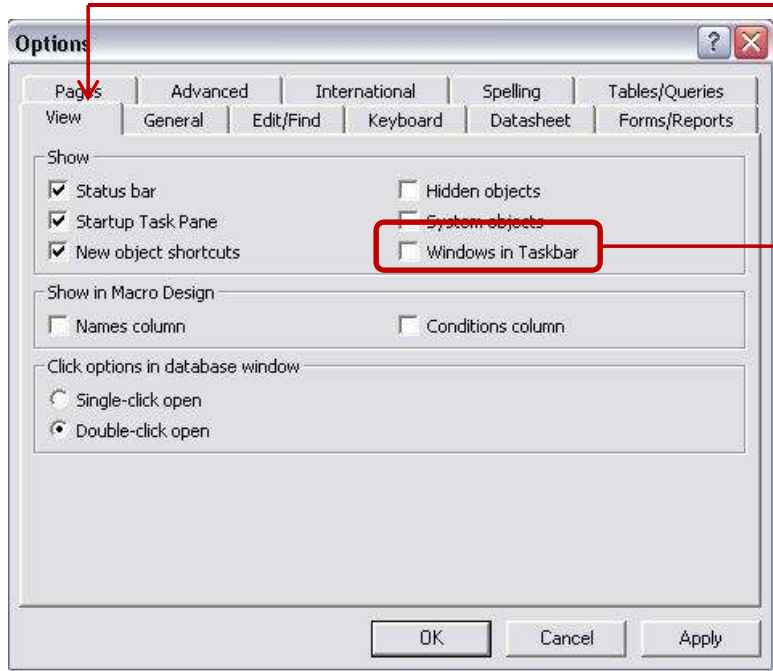 Options
Pages Advanced International Spelling Tables/Queries
View General Edit/Find Keyboard Datasheet Forms/Reports
Show
Status bar Hidden objects
Startup Task Pane System objects
New object shortcuts Windows in Taskbar
Show in Macro Design
Names column Conditions column
Click options in database window
Single-click open
Double-click open
OK Cancel Apply